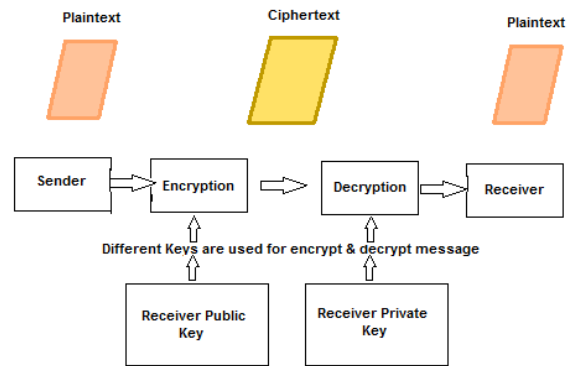 Plaintext
Ciphertext
Plaintext
Sender
Encryption
Decryption
Receiver
Different Keys are used for encrypt & decrypt message
Receiver Public
Key
Receiver Private
Key